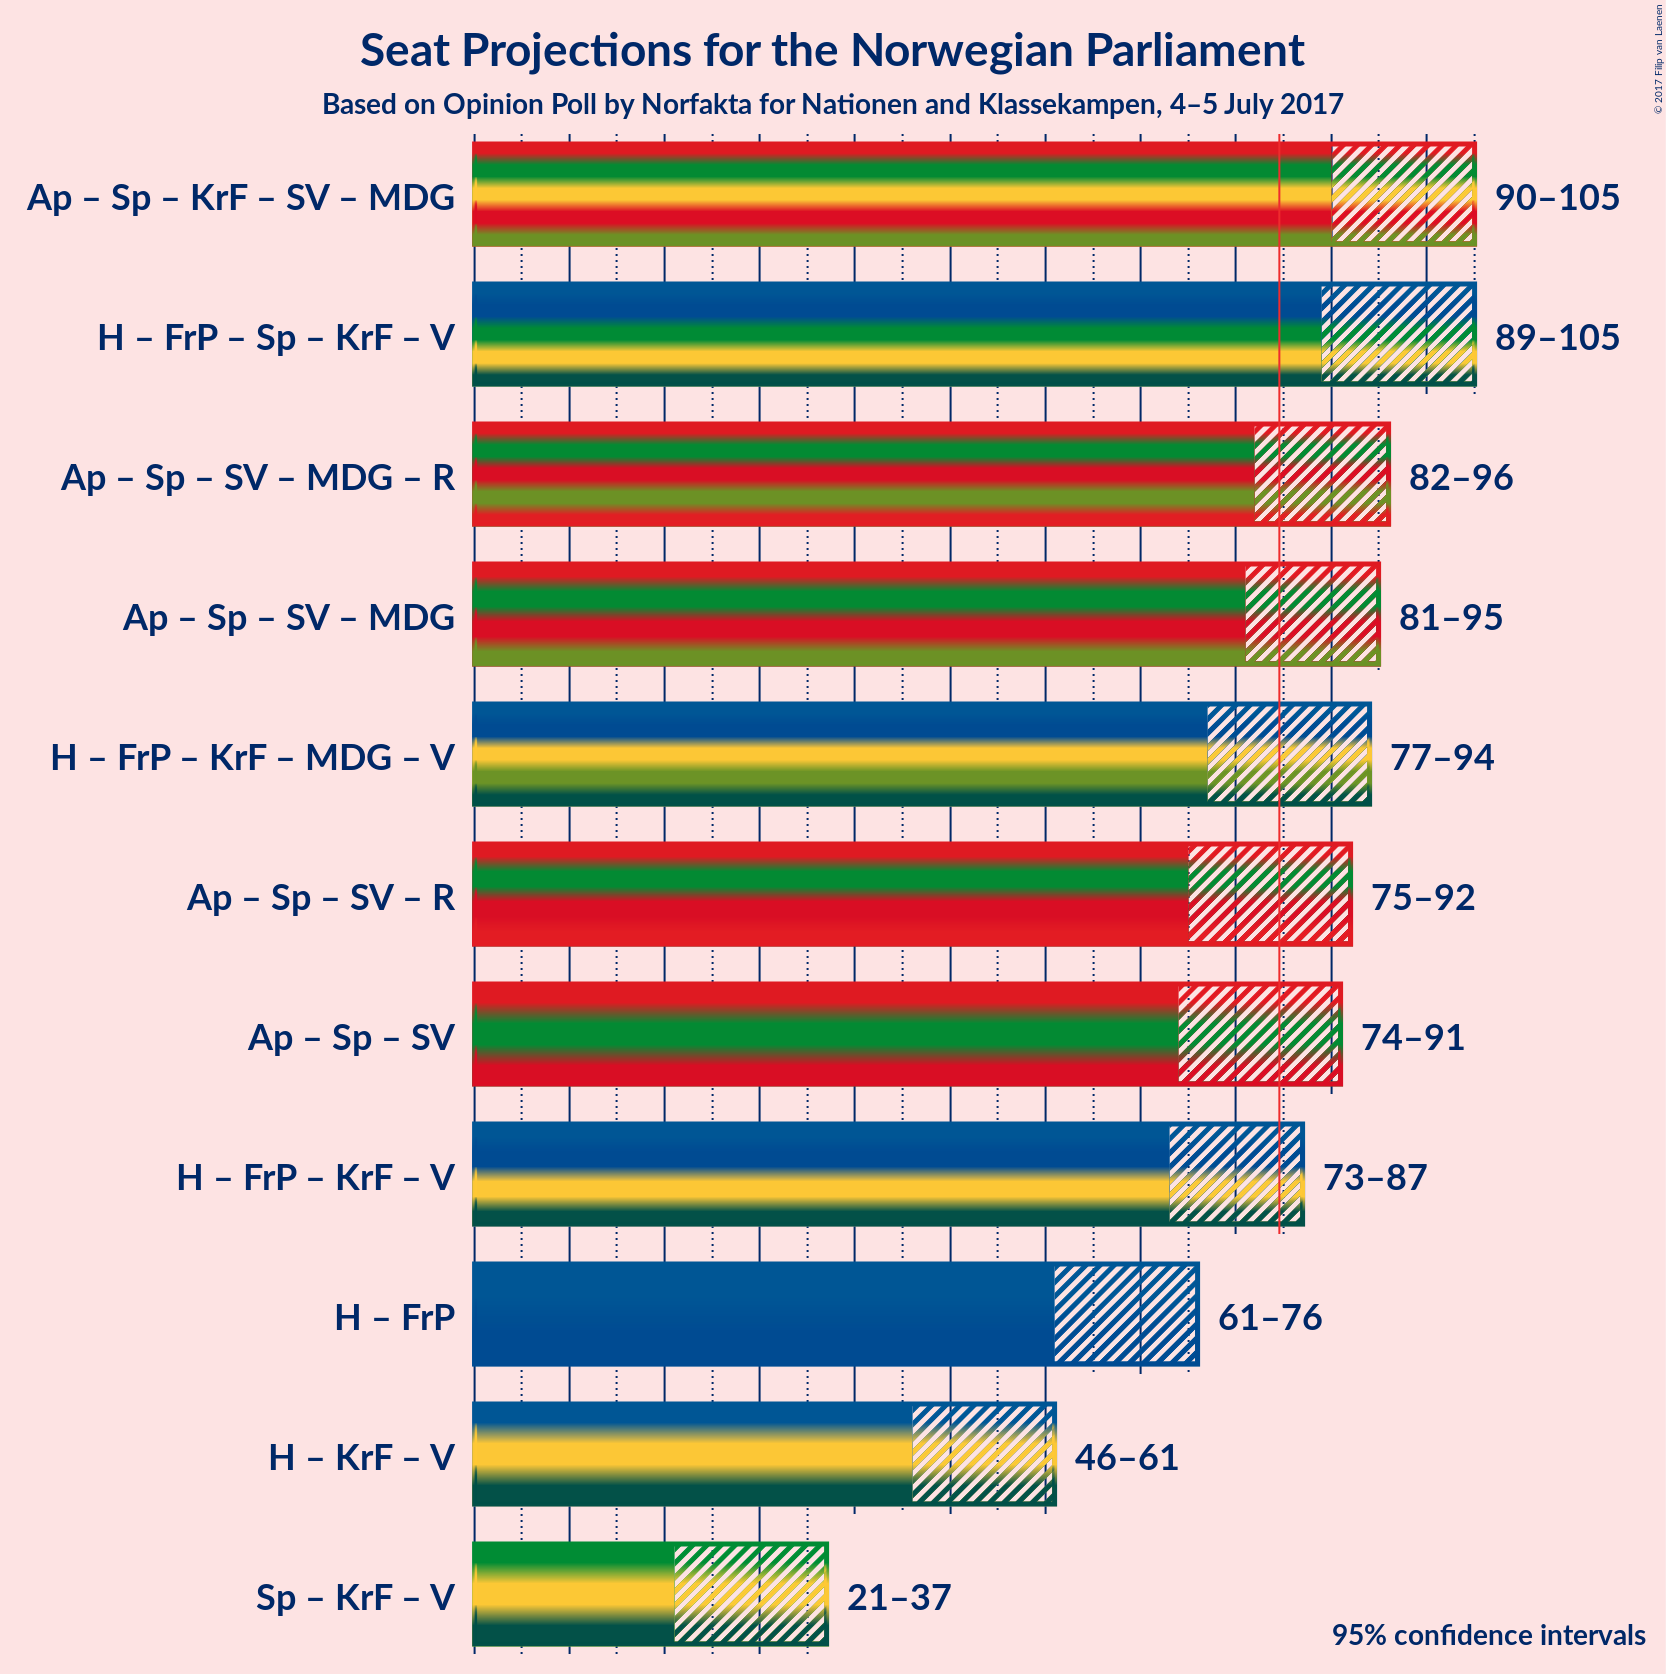 Seat Projections for the Norwegian Parliament
Based on Opinion Poll by Norfakta for Nationen and Klassekampen, 4–5 July 2017
© 2017 Filip van Laenen
Ap – Sp – KrF – SV – MDG 90–105
H – FrP – Sp – KrF – V 89–105
Ap – Sp – SV – MDG – R 82–96
Ap – Sp – SV – MDG 81–95
H – FrP – KrF – MDG – V 77–94
Ap – Sp – SV – R 75–92
Ap – Sp – SV 74–91
H – FrP – KrF – V 73–87
H – FrP 61–76
H – KrF – V 46–61
Sp – KrF – V 21–37
95% confidence intervals